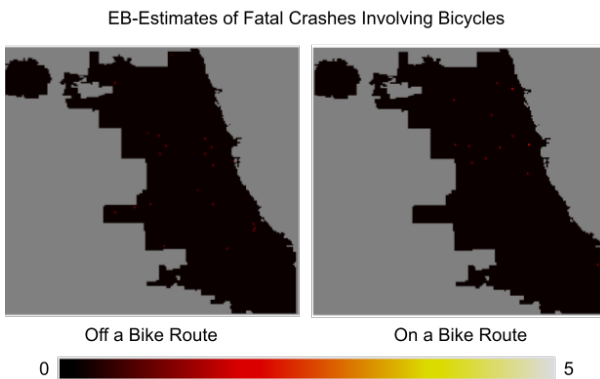 EB-Estimates of Fatal Crashes Involving Bicycles
Off a Bike Route
On a Bike Route
0
5